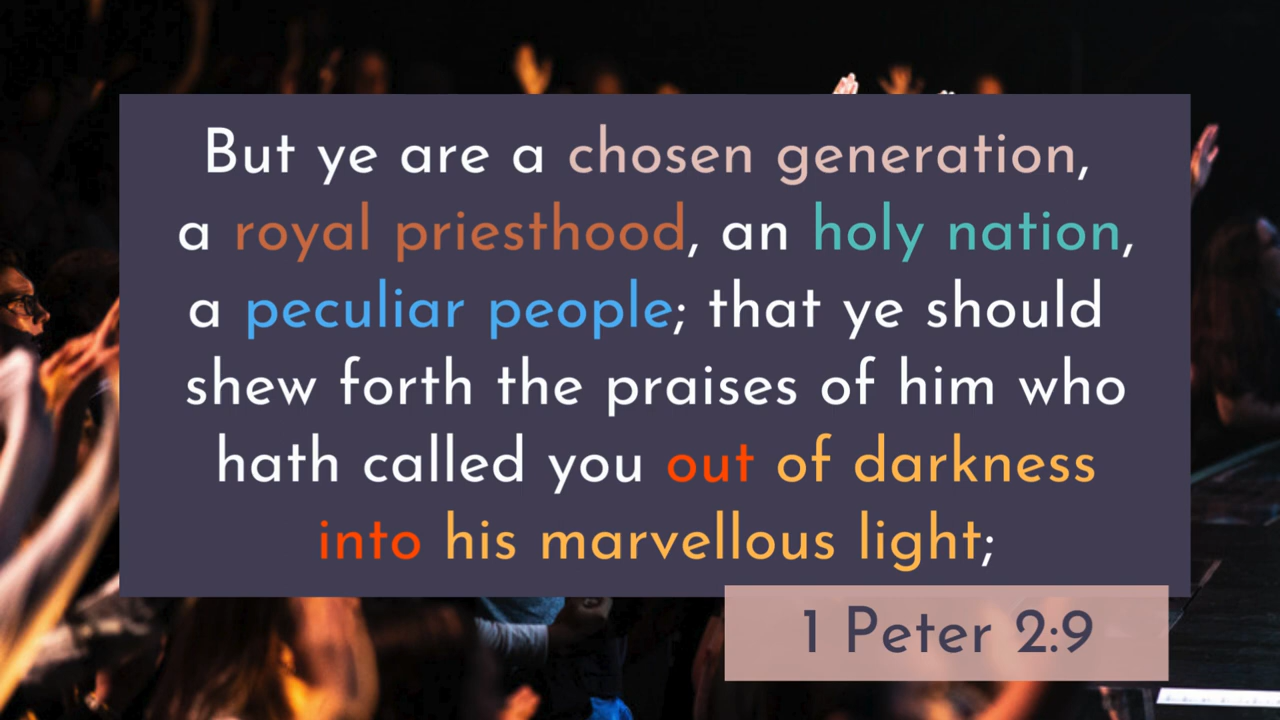 But ye are a chosen generation,
a royal priesthood, an holy nation,
a peculiar people; that ye should
shew forth the praises of him who
hath called you out of darkness
into his marvellous light;
1 Peter 2:9